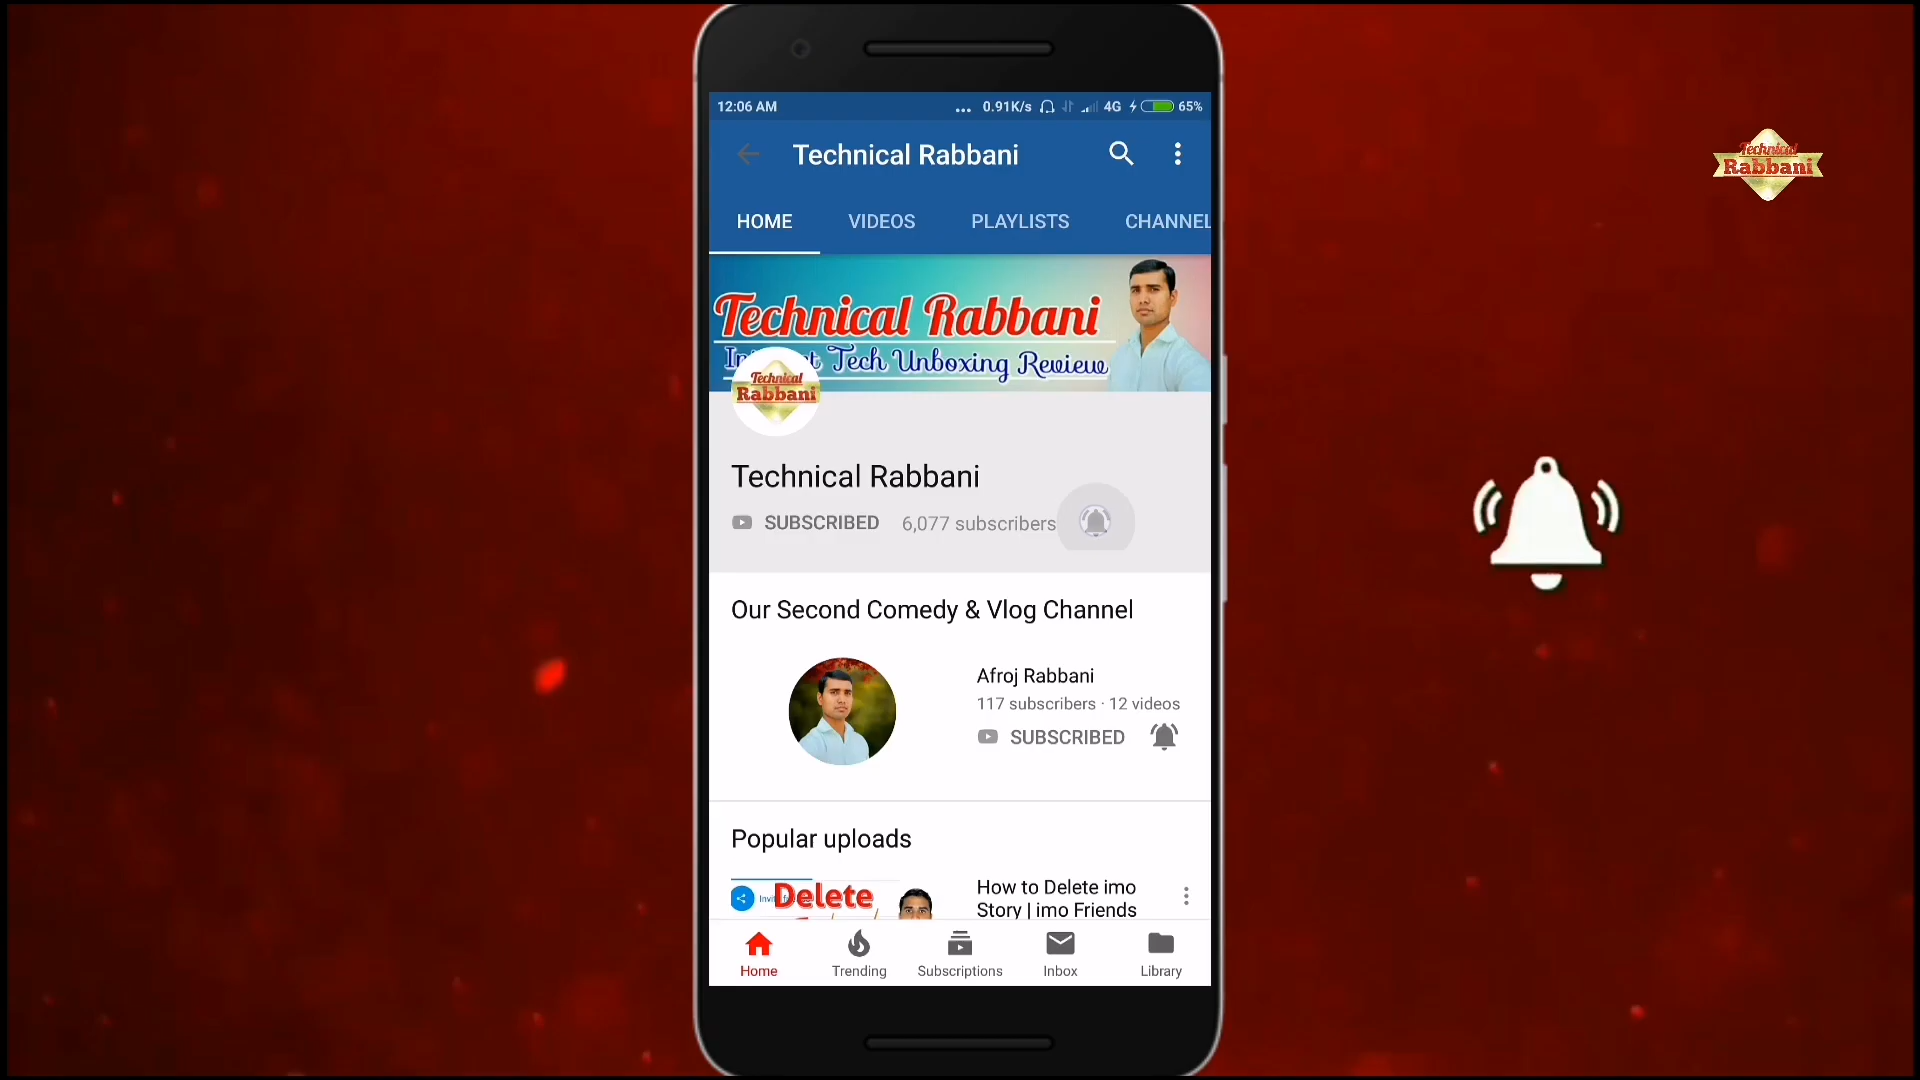 12:06 AM
... 0.91K/s 4G 65%
Technical Rabbani
HOME VIDEOS PLAYLISTS CHANNEL
Technical Rabbani
Tech Unboxing Review
Technical
Rabbani
Technical Rabbani
SUBSCRIBED 6,077 subscribers
Our Second Comedy & Vlog Channel
Afroj Rabbani
117 subscribers · 12 videos
SUBSCRIBED
Popular uploads
Delete
How to Delete imo
Story | imo Friends
Home Trending Subscriptions Inbox Library
Technical
Rabbani